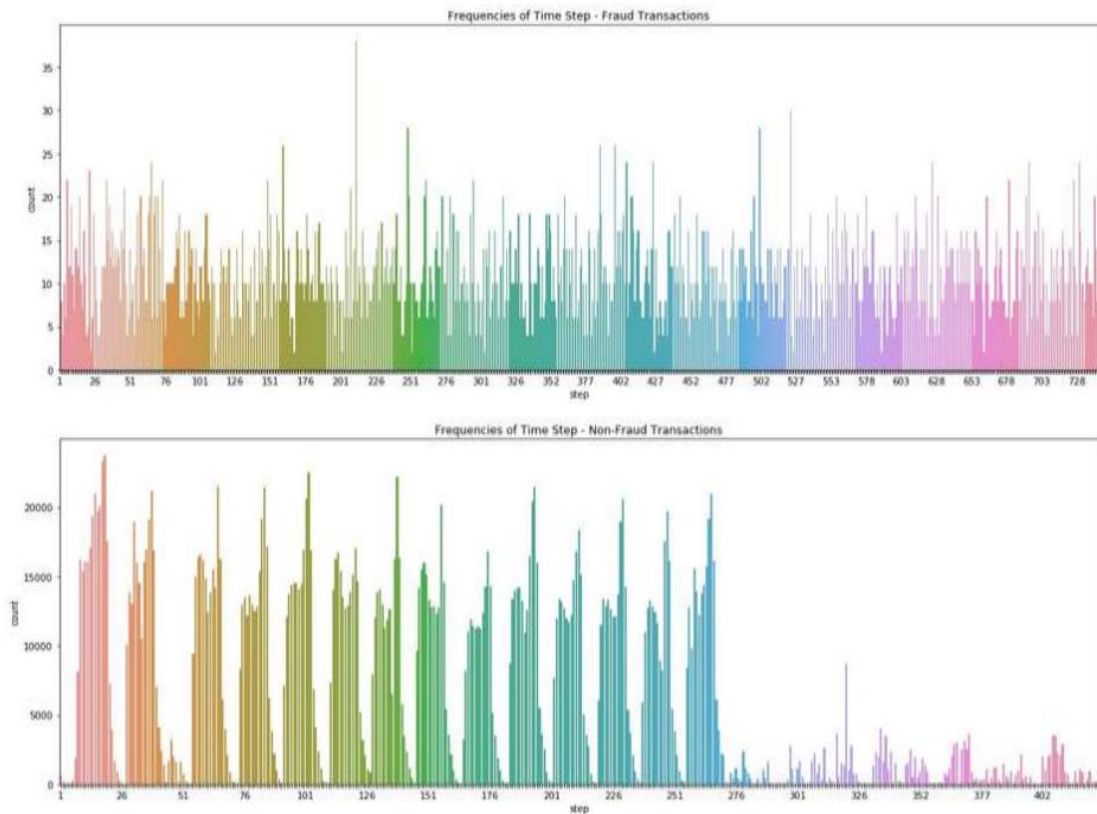 Frequencies of Time Step - Fraud Transactions
35
30
25
20
15
10
5
0
count
1 26 51 76 101 126 151 176 201 226 251 276 301 326 352 377 402 427 452 477 502 527 553 578 603 628 653 678 703 728
step
Frequencies of Time Step - Non-Fraud Transactions
20000
15000
10000
5000
0
count
1 26 51 76 101 126 151 176 201 226 251 276 301 326 352 377 402
step